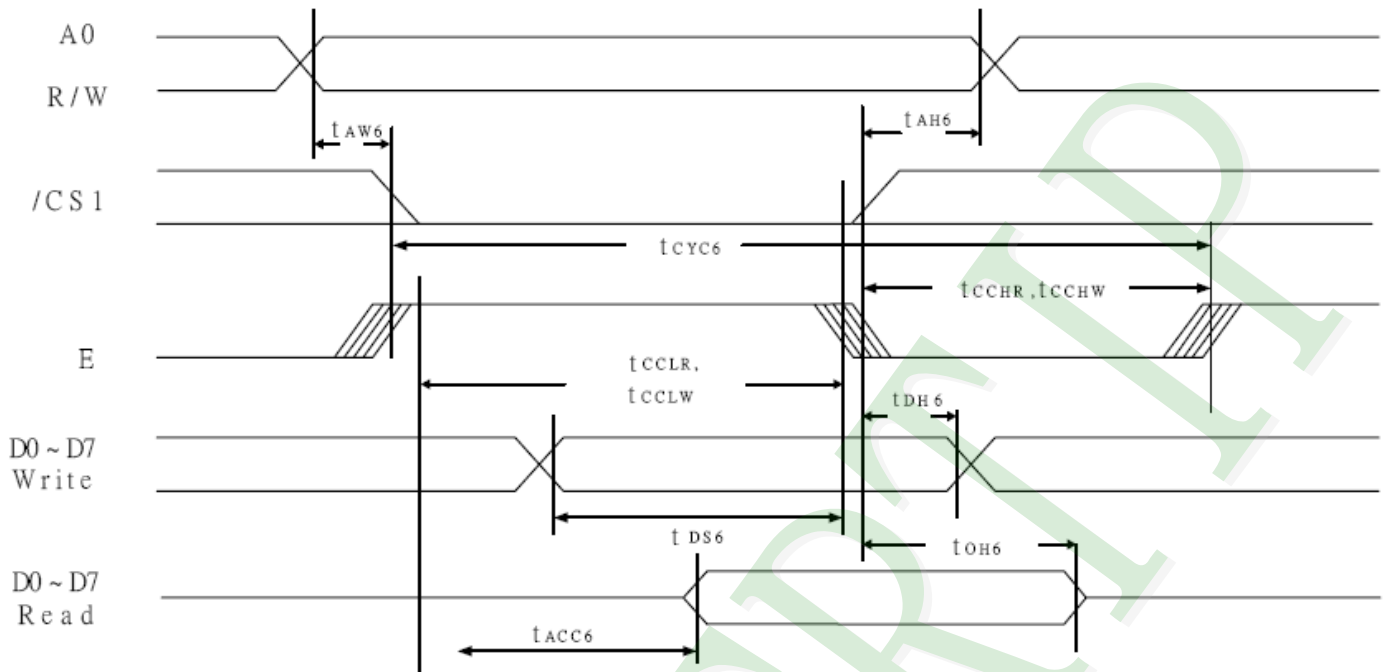 A0
R/W
tAW6
tAH6
/CS1
tCYC6
tCCHR,tCCHW
E
tCCLR,
tCCLW
tDH6
D0~D7
Write
tDS6
tOH6
D0~D7
Read
tACC6